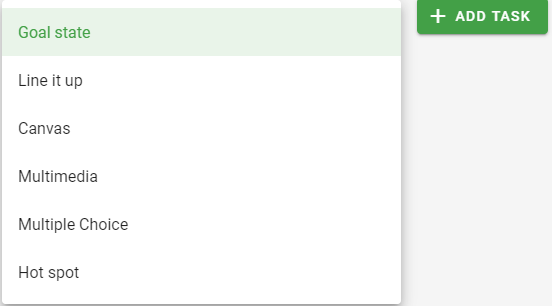 Goal state
+ ADD TASK
Line it up
Canvas
Multimedia
Multiple Choice
Hot spot